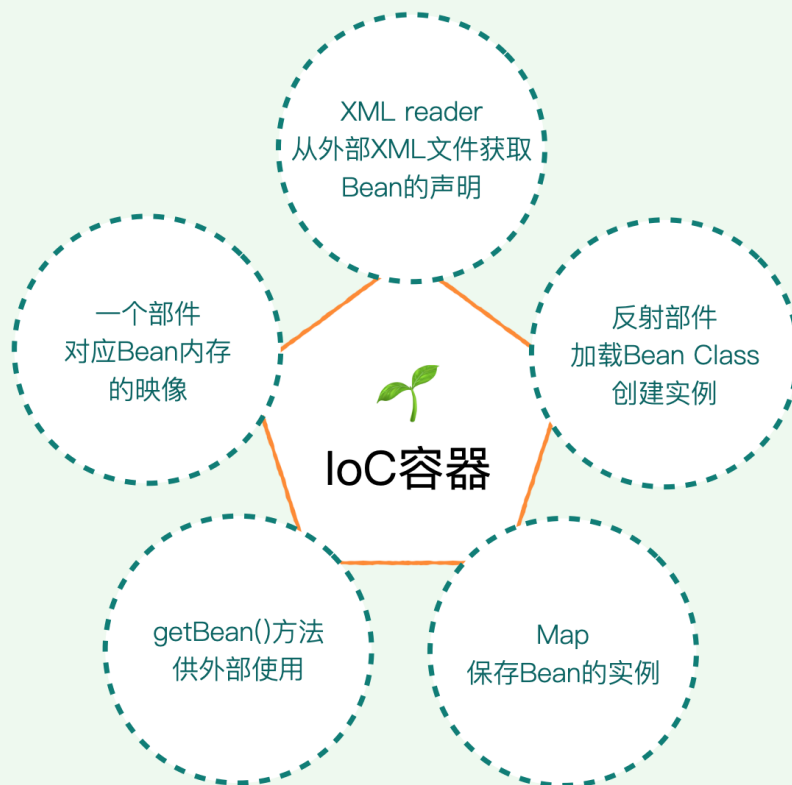 XML reader
从外部XML文件获取
Bean的声明
一个部件
对应Bean内存
的映像
反射部件
加载Bean Class
创建实例
IoC容器
getBean()方法
供外部使用
Map
保存Bean的实例